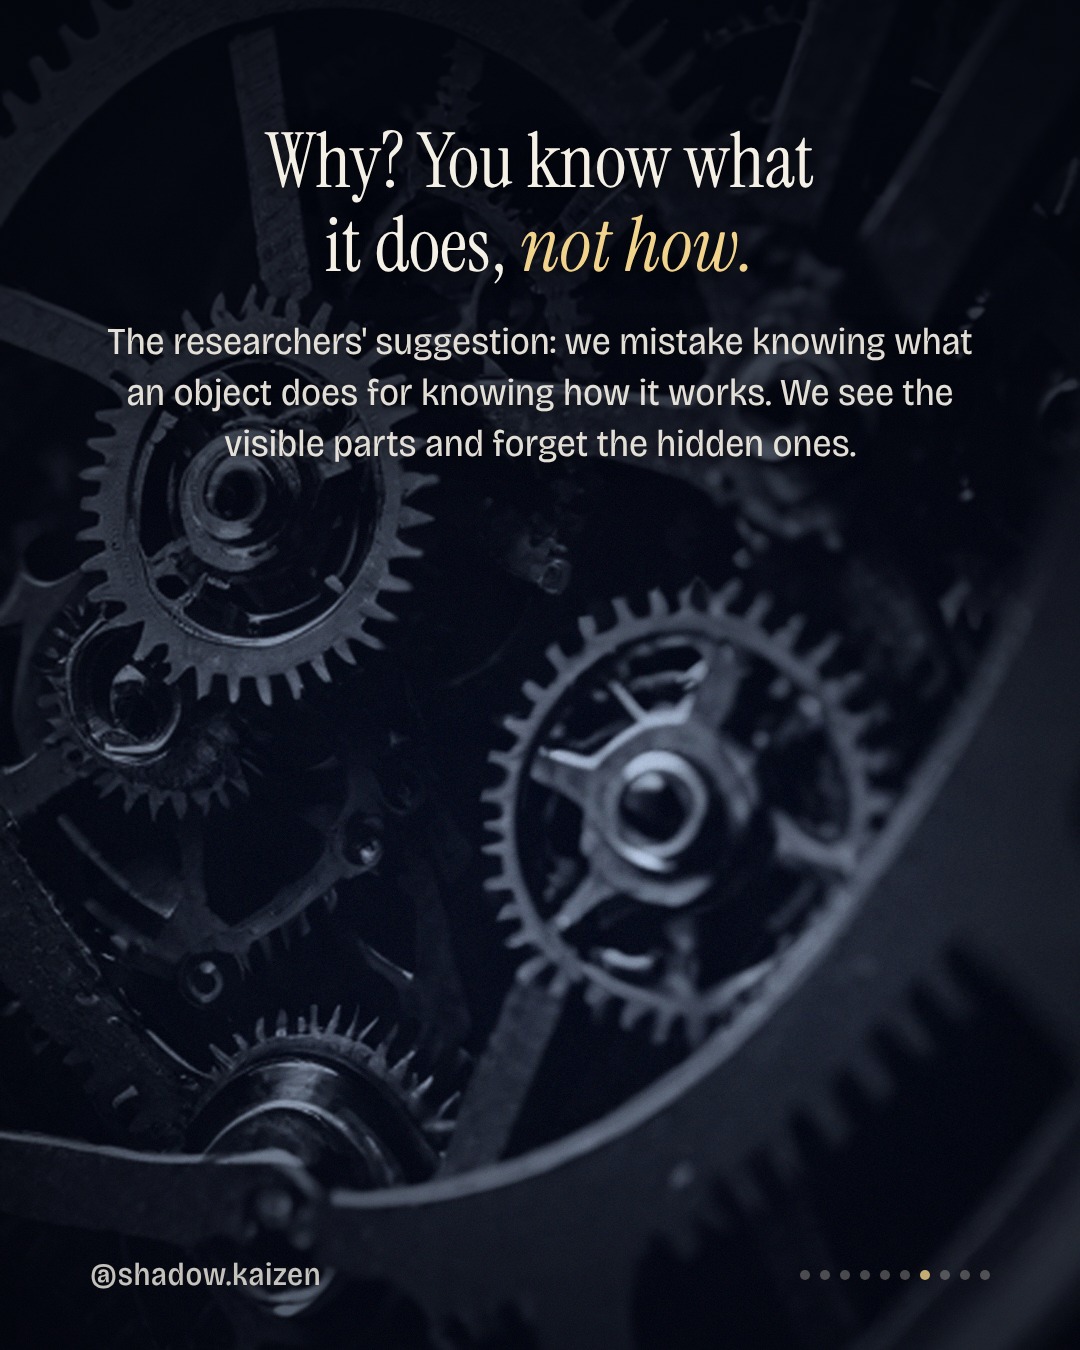 Why? You know what
it does, not how.
The researchers' suggestion: we mistake knowing what
an object does for knowing how it works. We see the
visible parts and forget the hidden ones.
@shadow.kaizen